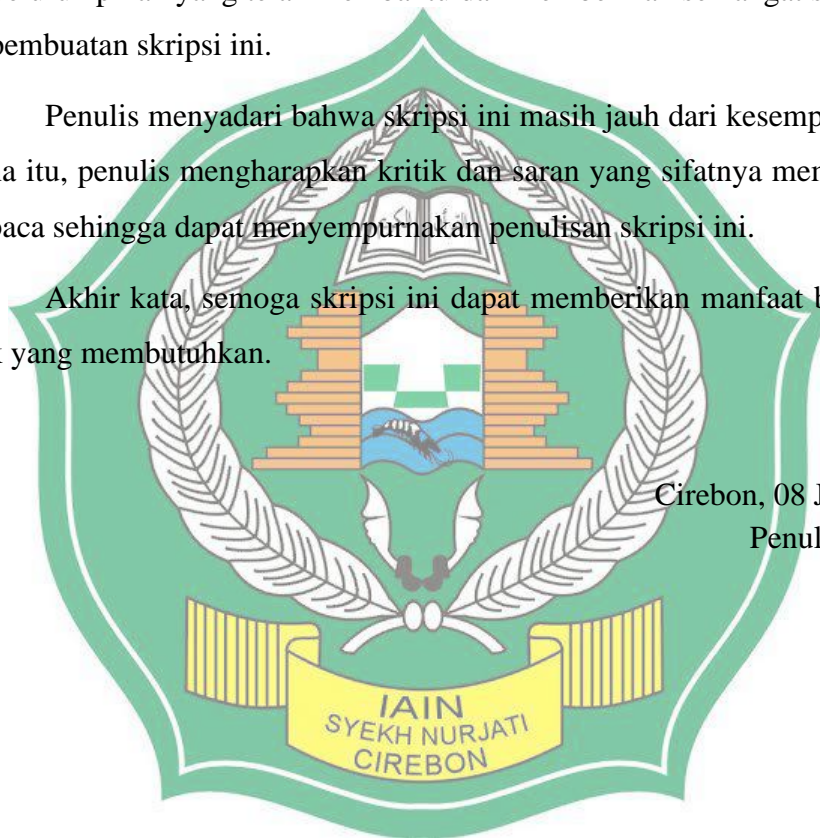 pembuatan skripsi ini.
Penulis menyadari bahwa skripsi ini masih jauh dari kesemp
a itu, penulis mengharapkan kritik dan saran yang sifatnya mem
baca sehingga dapat menyempurnakan penulisan skripsi ini.
Akhir kata, semoga skripsi ini dapat memberikan manfaat b
k yang membutuhkan.
Cirebon, 08 J
Penul
IAIN
SYEKH NURJATI
CIREBON